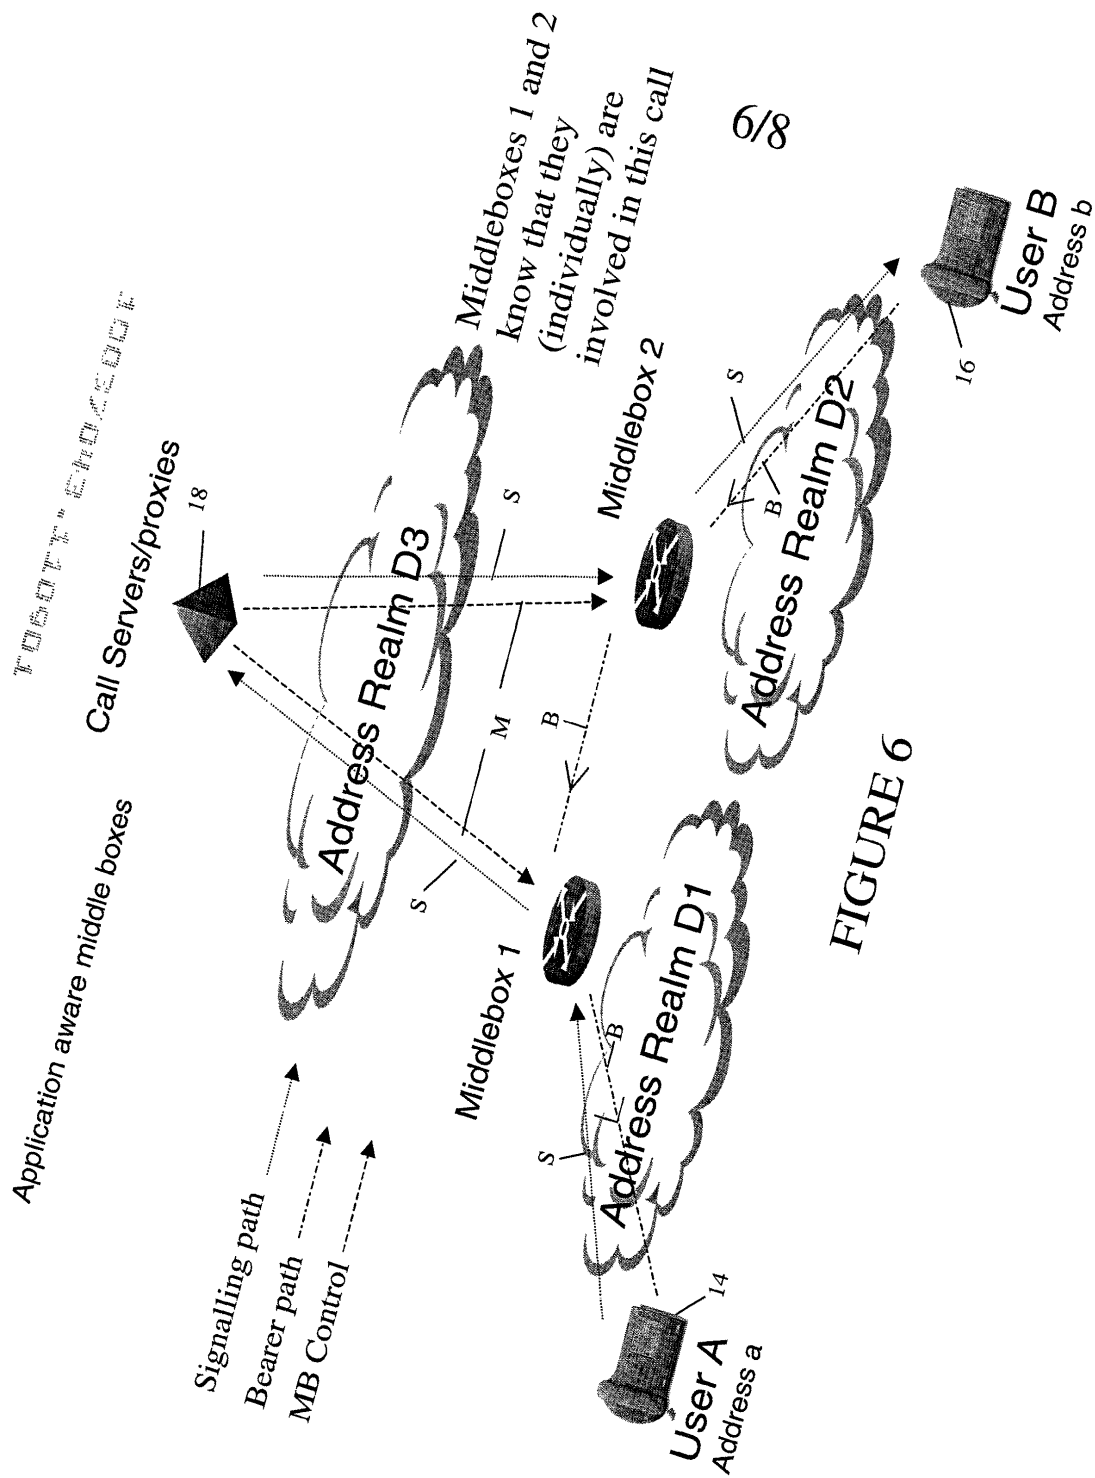 Application aware middle boxes
Call Servers/proxies
18
Signalling path
Bearer path
MB Control
Address Realm D3
S
M
S
Middleboxes 1 and 2
know that they
(individually) are
involved in this call
Middlebox 1
B
Middlebox 2
S
B
Address Realm D1
S
B
Address Realm D2
User A
Address a
14
16
User B
Address b
FIGURE 6
6/8